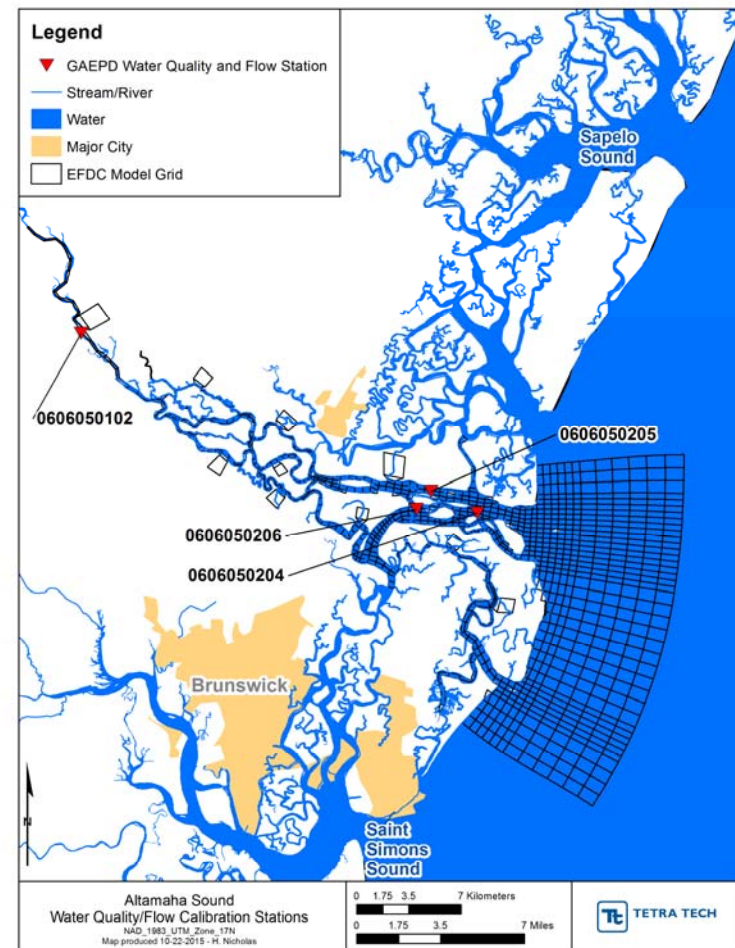 Legend
GAEPD Water Quality and Flow Station
Stream/River
Water
Major City
EFDC Model Grid
Sapelo
Sound
0606050102
0606050205
0606050206
0606050204
Brunswick
Saint
Simons
Sound
N
Altamaha Sound
Water Quality/Flow Calibration Stations
NAD_1983_UTM_Zone_17N
Map produced 10-22-2015 - H. Nicholas
0 1.75 3.5 7 Kilometers
0 1.75 3.5 7 Miles
Tt TETRA TECH